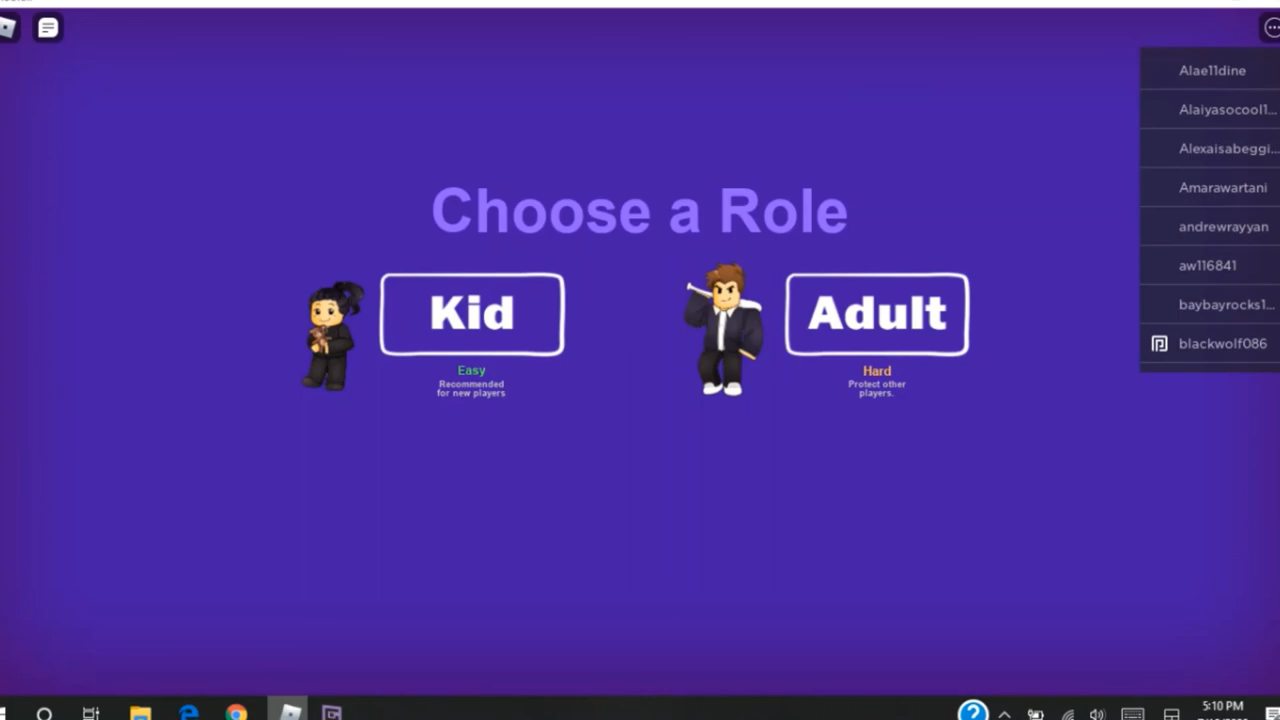 Alae11dine
Alaiyasocool1...
Alexaisabeggi...
Amarawartani
andrewrayyan
aw116841
baybayrocks1...
blackwolf086
Choose a Role
Kid
Easy
Recommended
for new players
Adult
Hard
Protect other
players.
5:10 PM